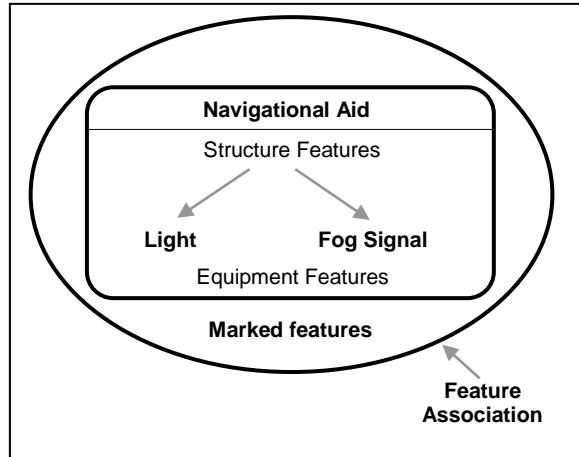 Navigational Aid
Structure Features
Light Fog Signal
Equipment Features
Marked features
Feature
Association